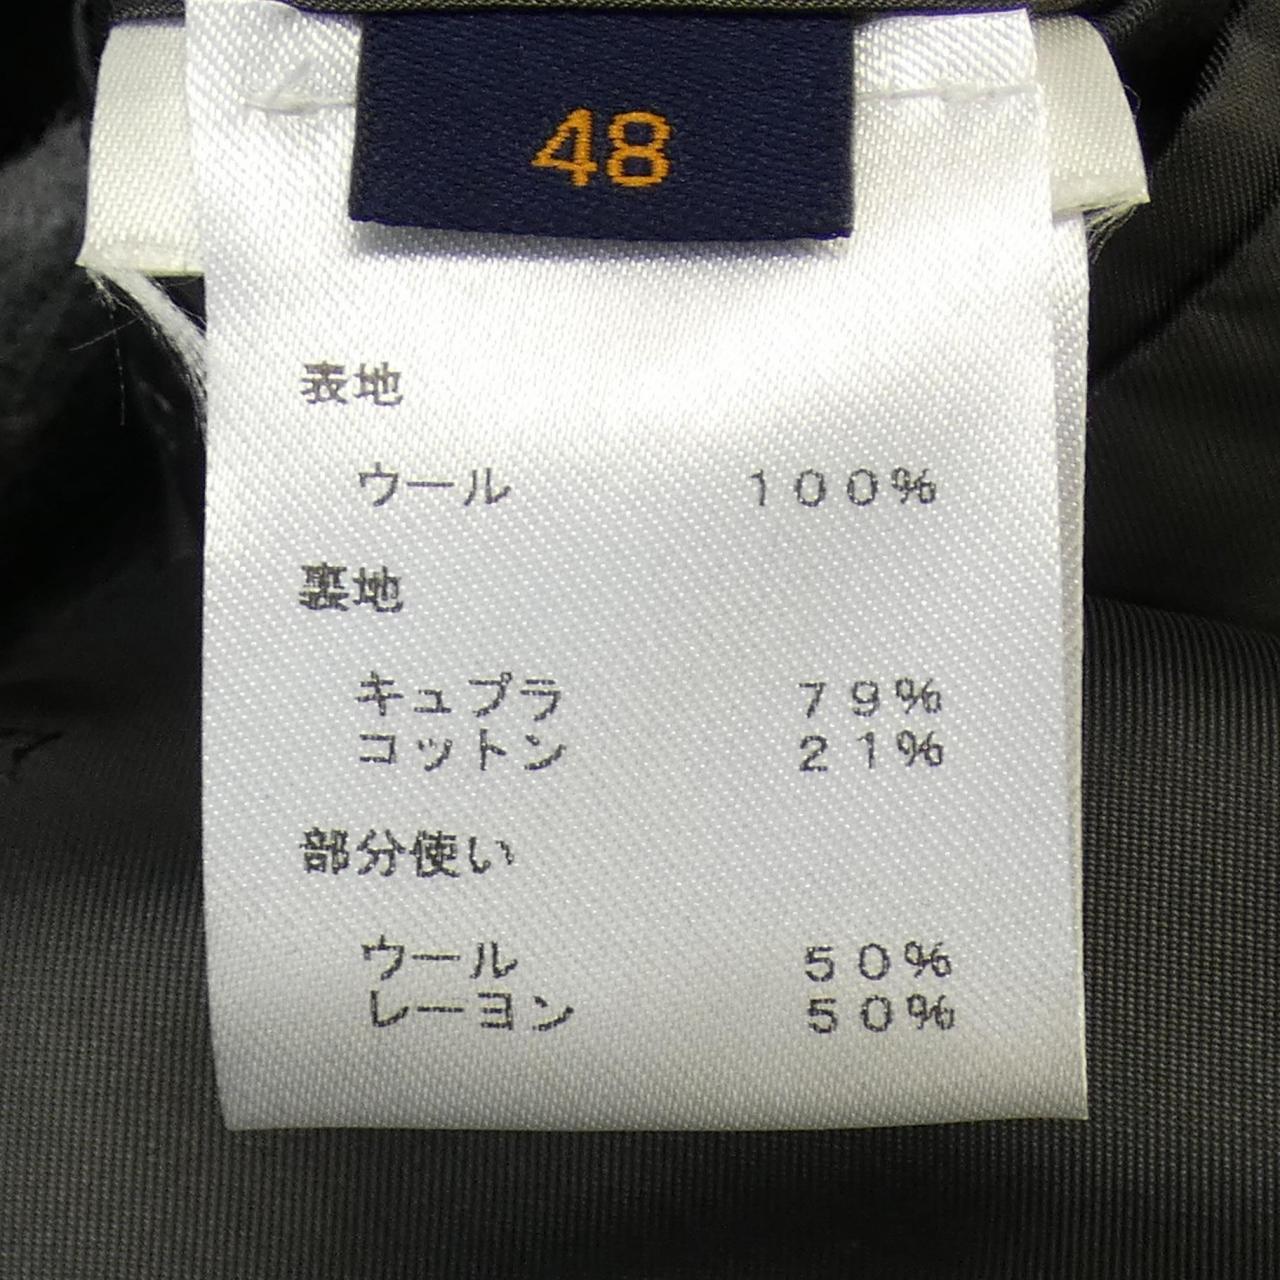 48
表地
ウール 100%
裏地
キュプラ 79%
コットン 21%
部分使い
ウール 50%
レーヨン 50%